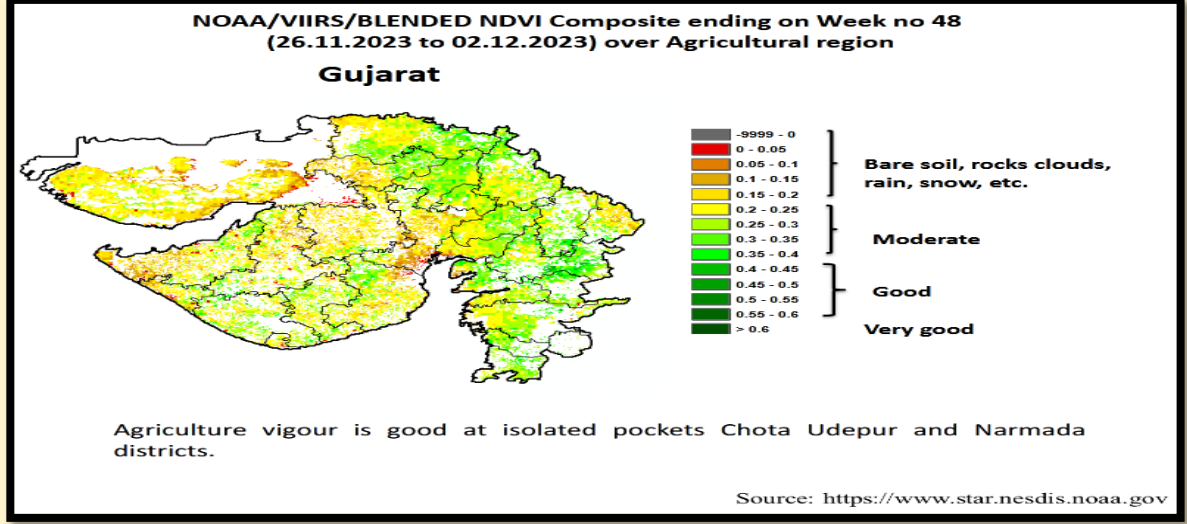 NOAA/VIIRS/BLENDED NDVI Composite ending on Week no 48
(26.11.2023 to 02.12.2023) over Agricultural region
Gujarat
-9999 - 0
0 - 0.05
0.05 - 0.1
0.1 - 0.15
0.15 - 0.2
0.2 - 0.25
0.25 - 0.3
0.3 - 0.35
0.35 - 0.4
0.4 - 0.45
0.45 - 0.5
0.5 - 0.55
0.55 - 0.6
> 0.6
Bare soil, rocks clouds,
rain, snow, etc.
Moderate
Good
Very good
Agriculture vigour is good at isolated pockets Chota Udepur and Narmada
districts.
Source: https://www.star.nesdis.noaa.gov